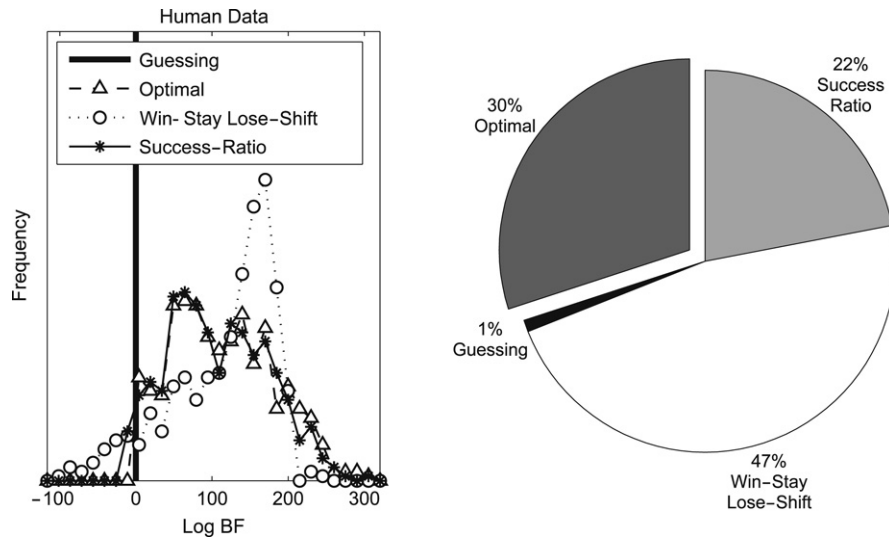 Human Data
Guessing
Optimal
Win-Stay Lose-Shift
Success-Ratio
Frequency
-100
0
100
200
300
Log BF
22%
Success
Ratio
30%
Optimal
1%
Guessing
47%
Win-Stay
Lose-Shift